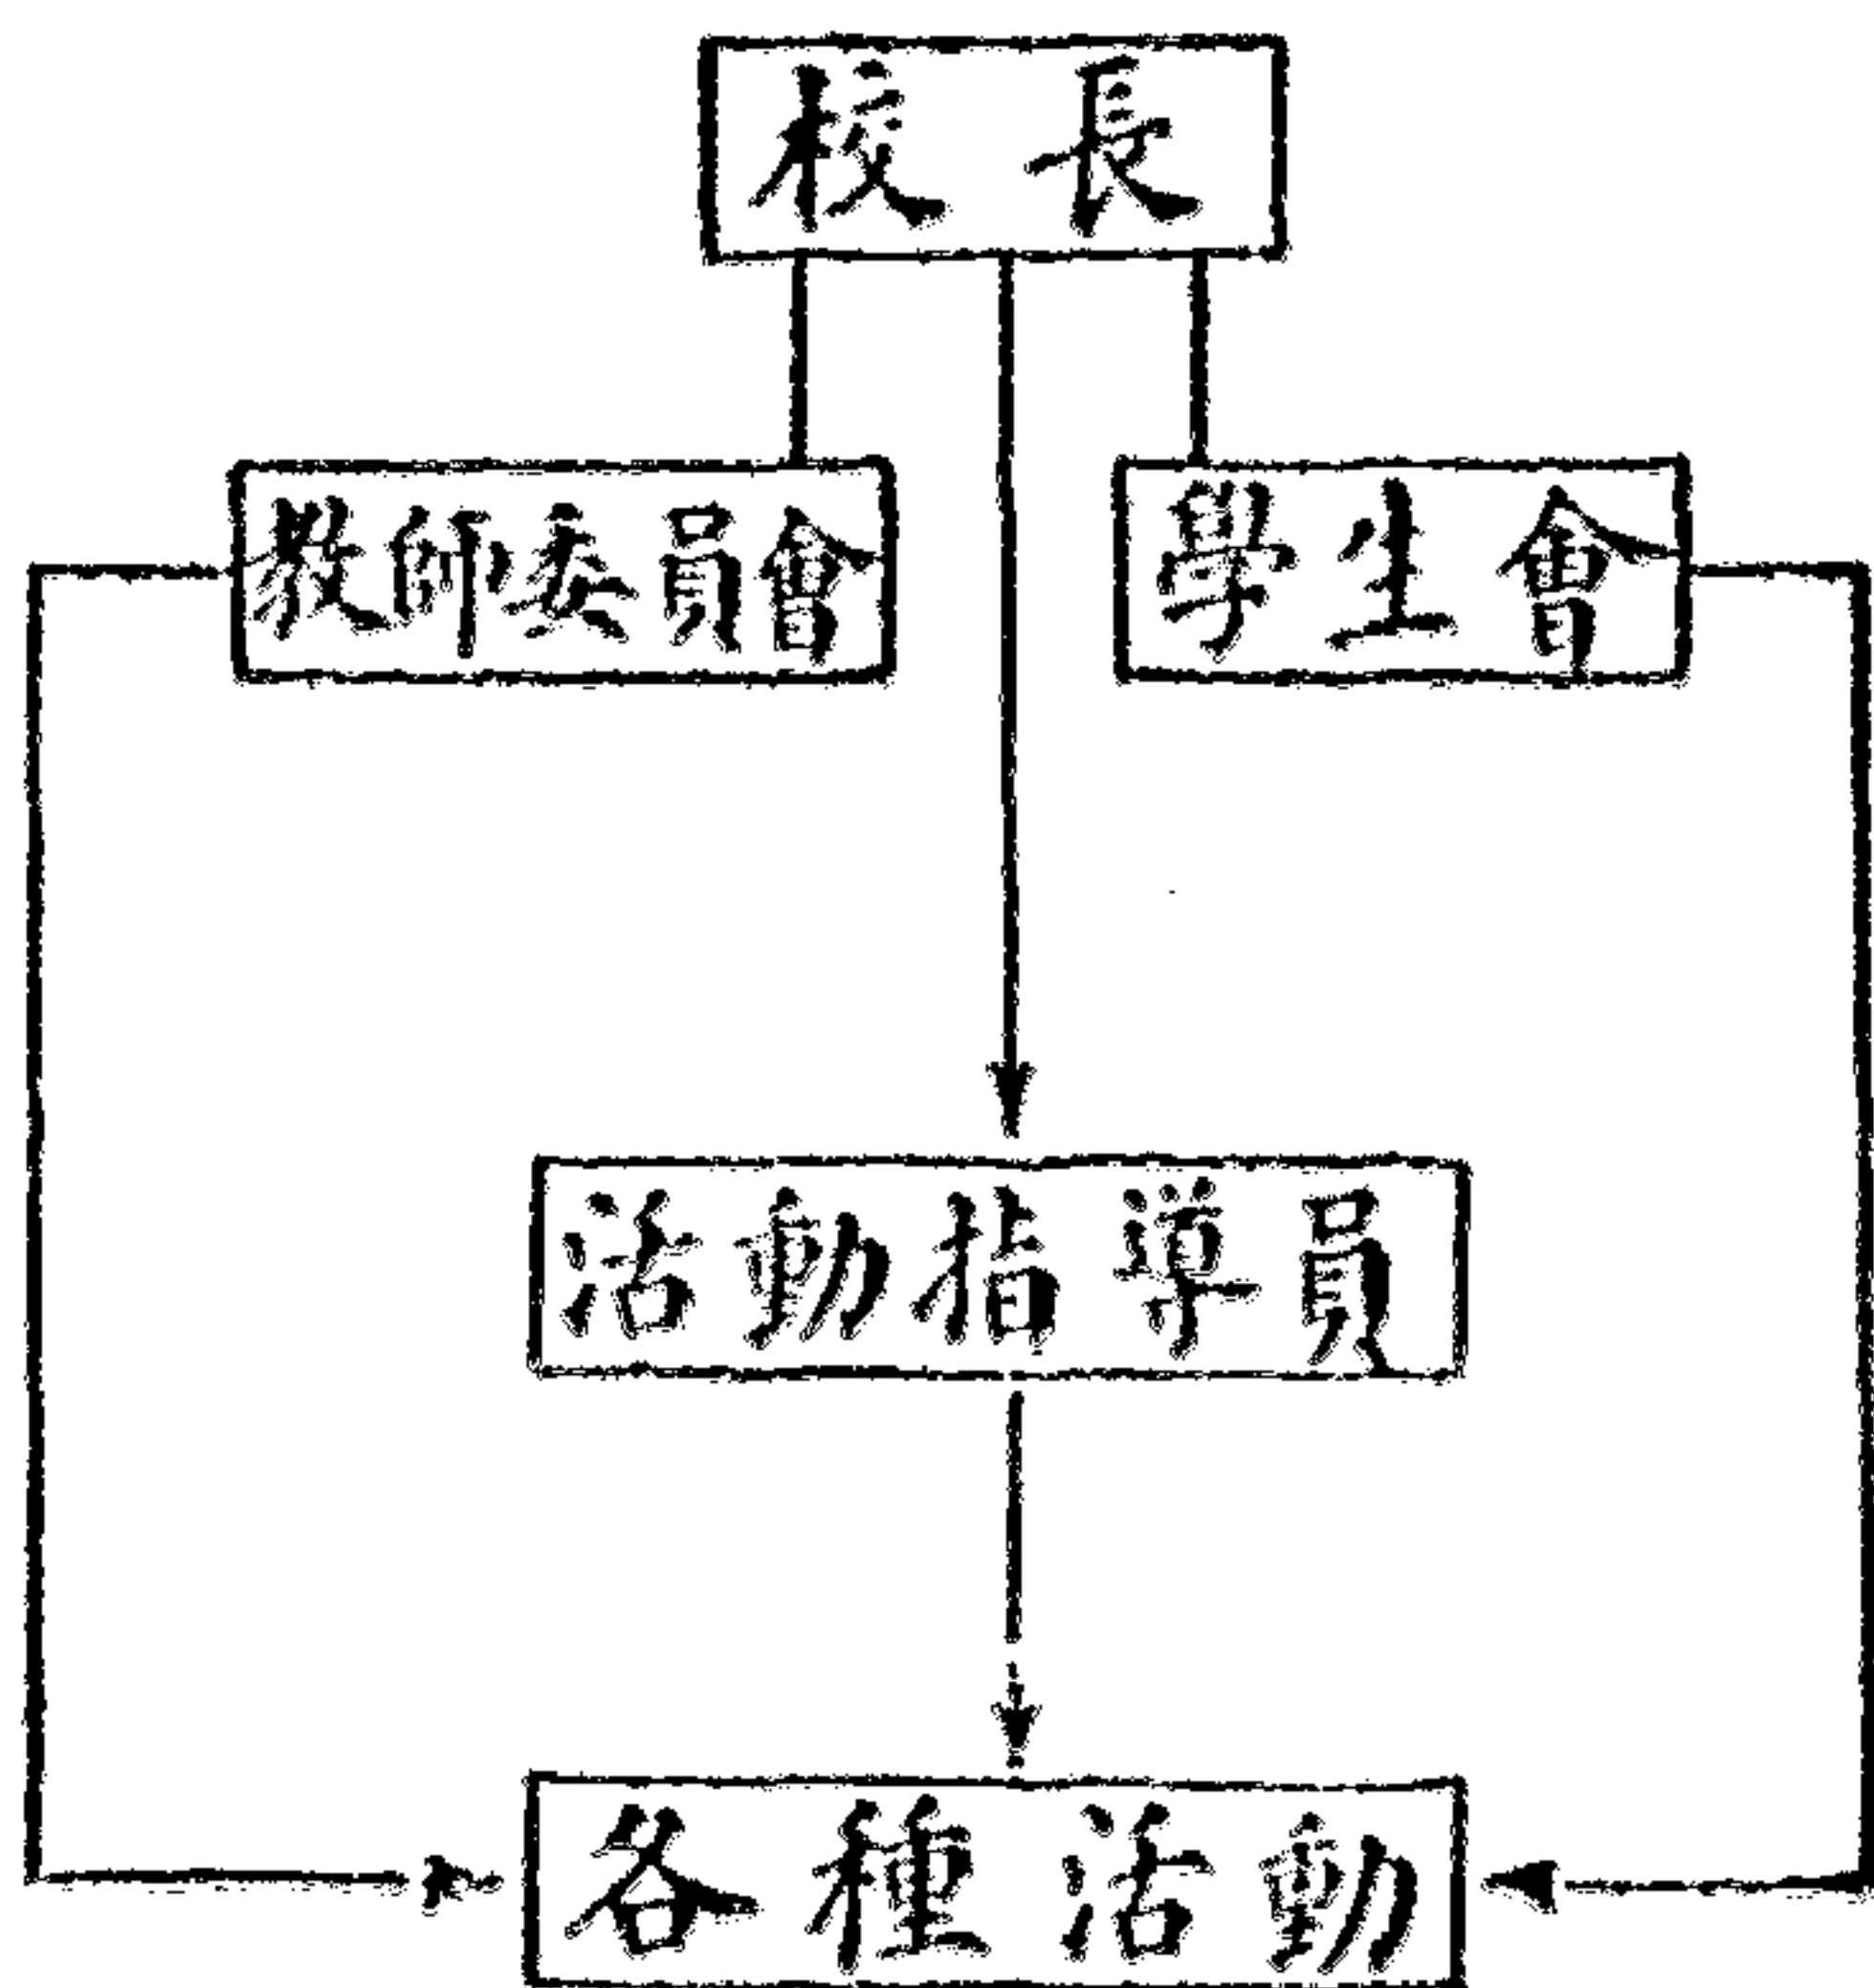 校長
教師委員會
學生會
活動指導員
各種活動